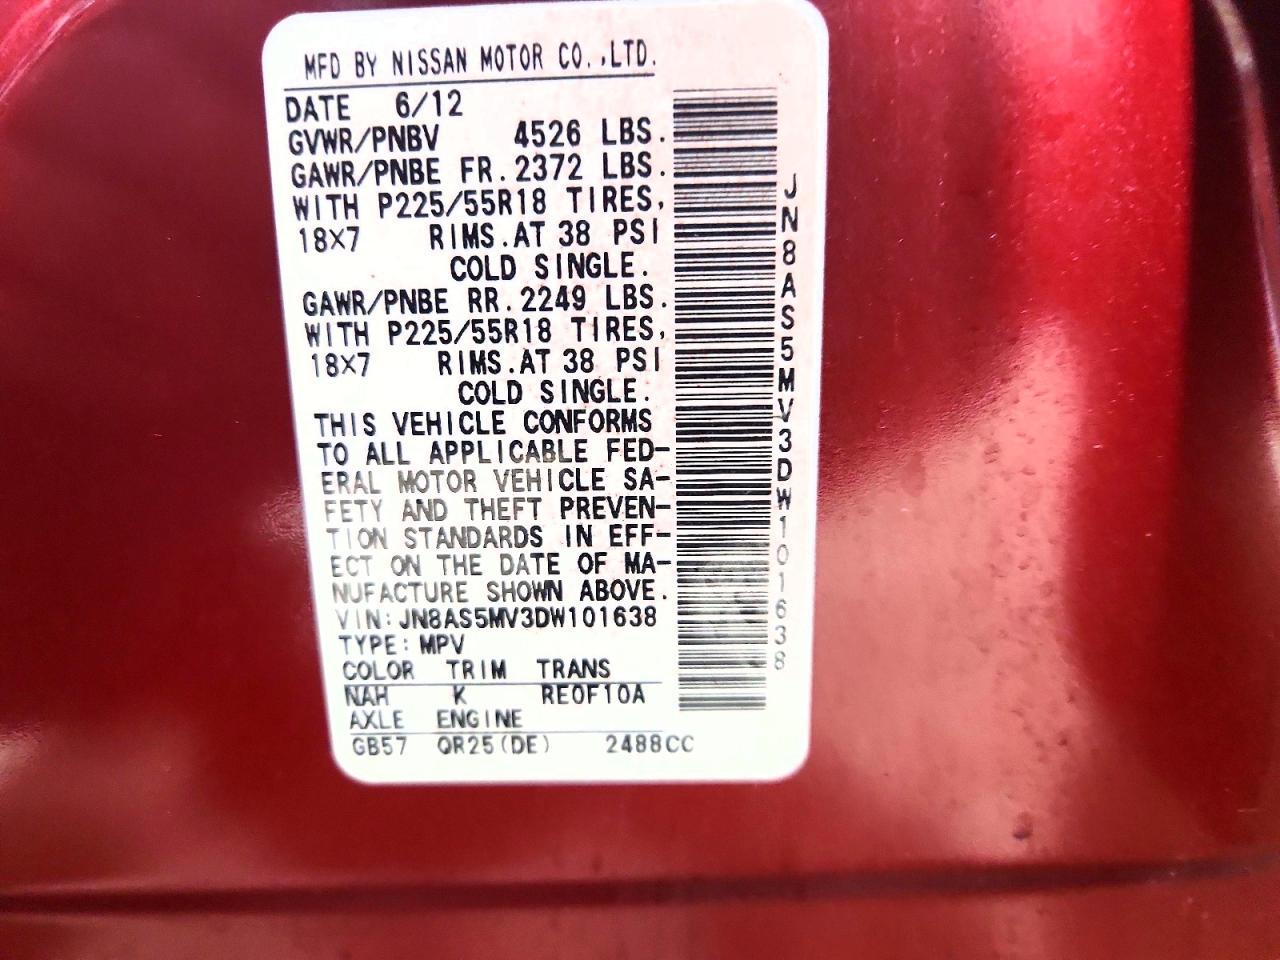 MFD BY NISSAN MOTOR CO.,LTD.
DATE 6/12
GVWR/PNBV 4526 LBS.
GAWR/PNBE FR. 2372 LBS.
WITH P225/55R18 TIRES,
18X7 RIMS.AT 38 PSI
COLD SINGLE.
GAWR/PNBE RR. 2249 LBS.
WITH P225/55R18 TIRES,
18X7 RIMS.AT 38 PSI
COLD SINGLE.
THIS VEHICLE CONFORMS
TO ALL APPLICABLE FED-
ERAL MOTOR VEHICLE SA-
FETY AND THEFT PREVEN-
TION STANDARDS IN EFF-
ECT ON THE DATE OF MA-
NUFACTURE SHOWN ABOVE.
VIN: JN8AS5MV3DW101638
TYPE: MPV
COLOR TRIM TRANS
NAH K RE0F10A
AXLE ENGINE
GB57 QR25(DE) 2488CC
JN8AS5MV3DW101638